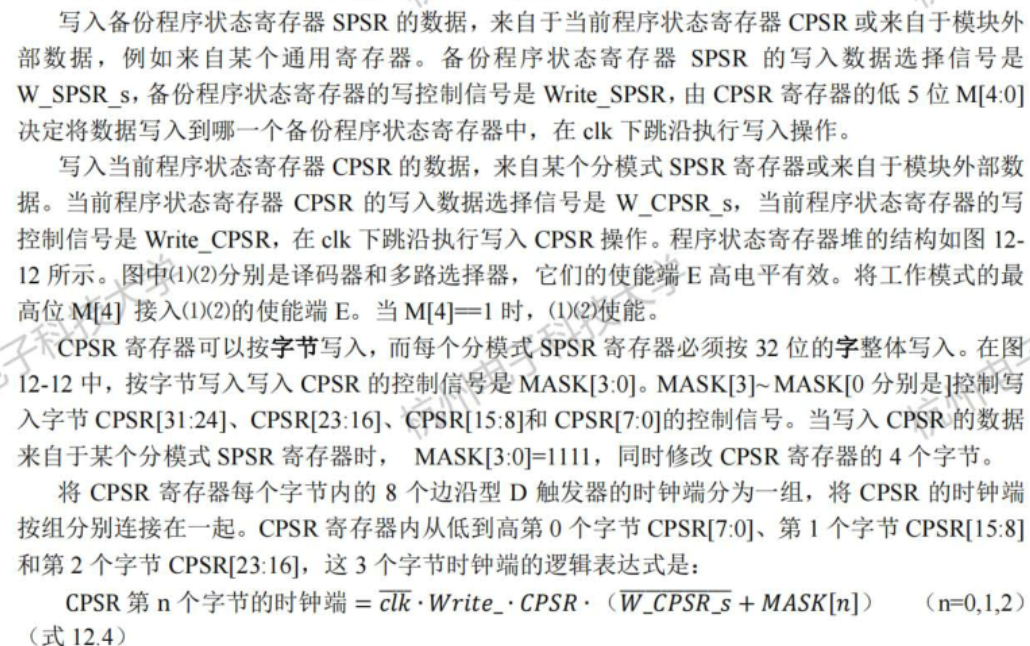 写入备份程序状态寄存器 SPSR 的数据，来自于当前程序状态寄存器 CPSR 或来自于模块外
部数据，例如来自某个通用寄存器。备份程序状态寄存器 SPSR 的写入数据选择信号是
W_SPSR_s，备份程序状态寄存器的写控制信号是 Write_SPSR，由 CPSR 寄存器的低 5 位 M[4:0]
决定将数据写入到哪一个备份程序状态寄存器中，在 clk 下跳沿执行写入操作。
写入当前程序状态寄存器 CPSR 的数据，来自某个分模式 SPSR 寄存器或来自于模块外部数
据。当前程序状态寄存器 CPSR 的写入数据选择信号是 W_CPSR_s，当前程序状态寄存器的写
控制信号是 Write_CPSR，在 clk 下跳沿执行写入 CPSR 操作。程序状态寄存器堆的结构如图 12-
12 所示。图中⑴⑵分别是译码器和多路选择器，它们的使能端 E 高电平有效。将工作模式的最
高位 M[4] 接入⑴⑵的使能端 E。当 M[4]==1 时，⑴⑵使能。
CPSR 寄存器可以按字节写入，而每个分模式 SPSR 寄存器必须按 32 位的字整体写入。在图
12-12 中，按字节写入写入 CPSR 的控制信号是 MASK[3:0]。MASK[3]~ MASK[0 分别是]控制写
入字节 CPSR[31:24]、CPSR[23:16]、CPSR[15:8]和 CPSR[7:0]的控制信号。当写入 CPSR 的数据
来自于某个分模式 SPSR 寄存器时， MASK[3:0]=1111，同时修改 CPSR 寄存器的 4 个字节。
将 CPSR 寄存器每个字节内的 8 个边沿型 D 触发器的时钟端分为一组，将 CPSR 的时钟端
按组分别连接在一起。CPSR 寄存器内从低到高第 0 个字节 CPSR[7:0]、第 1 个字节 CPSR[15:8]
和第 2 个字节 CPSR[23:16]，这 3 个字节时钟端的逻辑表达式是：
CPSR 第 n 个字节的时钟端 = \overline{clk} · Write_ · CPSR · （\overline{W_CPSR_s} + MASK[n]） （n=0,1,2）
（式 12.4）
电子科技大学
杭州电子科技大学
杭州电子